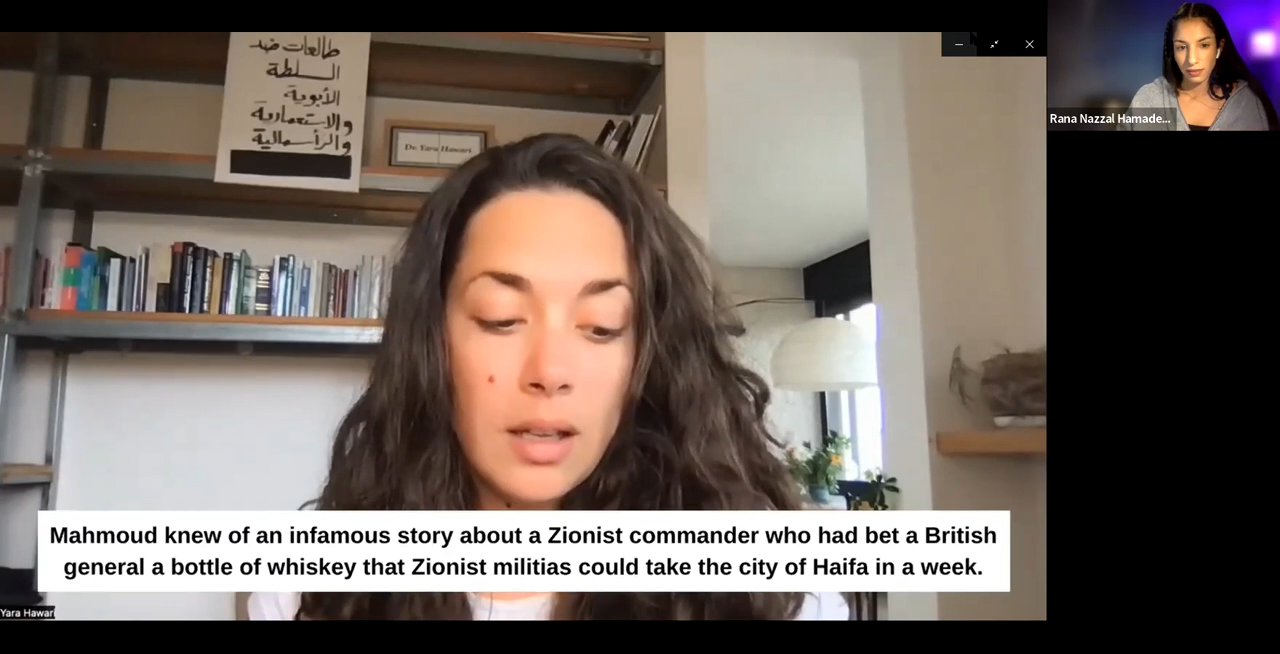 طالعات ضد
السلطة
الأبوية
والاستعمارية
والرأسمالية
Dr. Yara Hawari
Rana Nazzal Hamade...
Mahmoud knew of an infamous story about a Zionist commander who had bet a British
general a bottle of whiskey that Zionist militias could take the city of Haifa in a week.
Yara Hawari